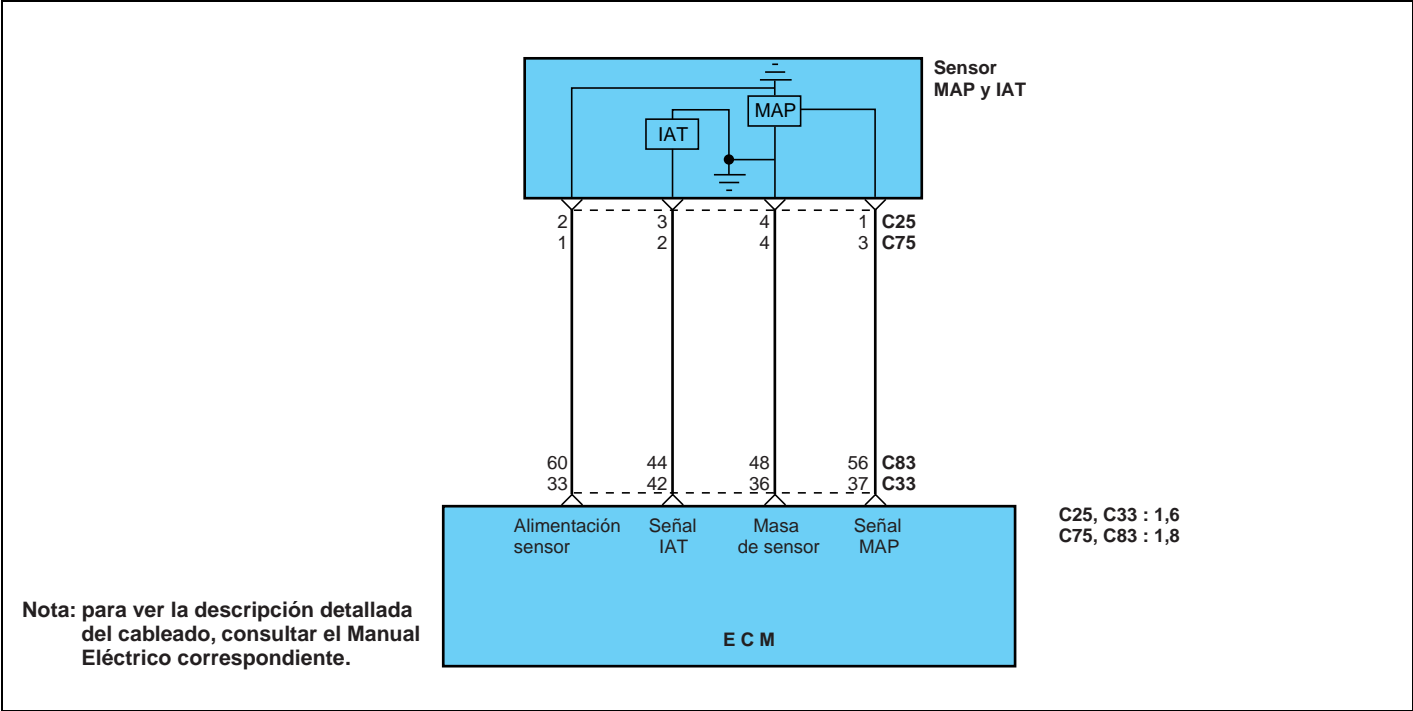 Sensor
MAP y IAT
MAP
IAT
2 3 4 1 C25
1 2 4 3 C75
60 44 48 56 C83
33 42 36 37 C33
Alimentación sensor
Señal IAT
Masa de sensor
Señal MAP
C25, C33 : 1,6
C75, C83 : 1,8
E C M
Nota: para ver la descripción detallada
del cableado, consultar el Manual
Eléctrico correspondiente.